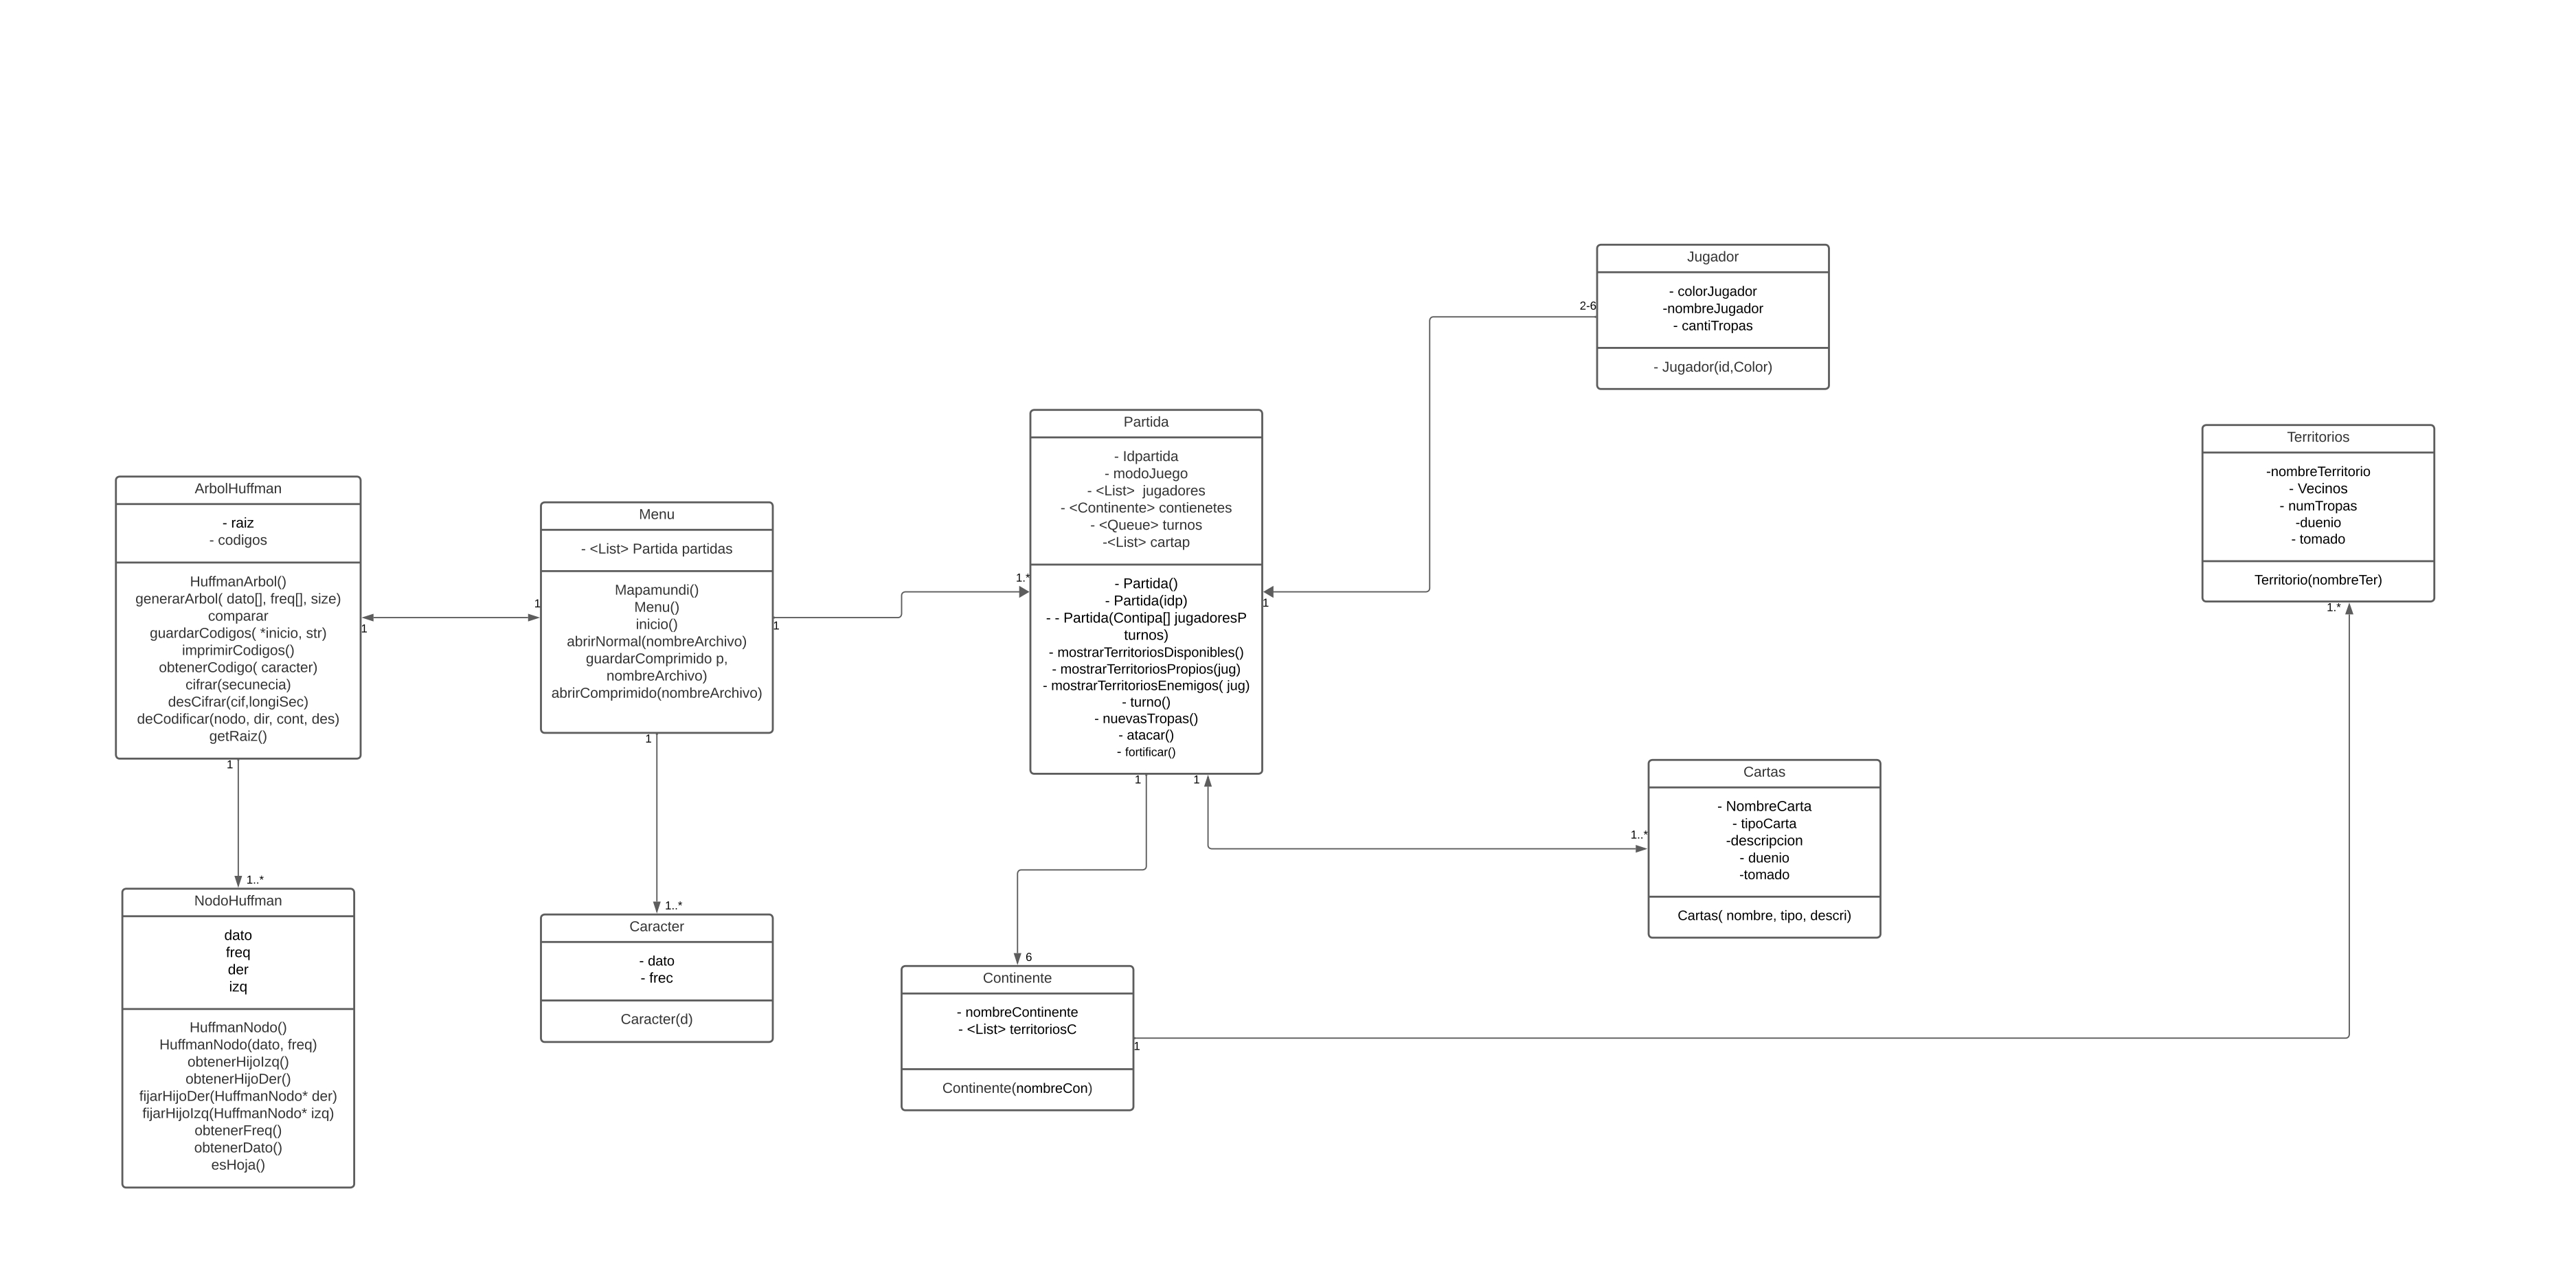 Jugador
- colorJugador
-nombreJugador
- cantiTropas
- Jugador(id,Color)
2-6
Partida
- Idpartida
- modoJuego
- <List>  jugadores
- <Continente> contienetes
- <Queue> turnos
-<List> cartap
- Partida()
- Partida(idp)
- - Partida(Contipa[] jugadoresP
turnos)
- mostrarTerritoriosDisponibles()
- mostrarTerritoriosPropios(jug)
- mostrarTerritoriosEnemigos( jug)
- turno()
- nuevasTropas()
- atacar()
- fortificar()
1.*
1
1
1
Territorios
-nombreTerritorio
- Vecinos
- numTropas
-duenio
- tomado
Territorio(nombreTer)
1.*
ArbolHuffman
- raiz
- codigos
HuffmanArbol()
generarArbol( dato[], freq[], size)
comparar
guardarCodigos( *inicio, str)
imprimirCodigos()
obtenerCodigo( caracter)
cifrar(secunecia)
desCifrar(cif,longiSec)
deCodificar(nodo, dir, cont, des)
getRaiz()
1
1
Menu
- <List> Partida partidas
Mapamundi()
Menu()
inicio()
abrirNormal(nombreArchivo)
guardarComprimido p,
nombreArchivo)
abrirComprimido(nombreArchivo)
1
1
1
Cartas
- NombreCarta
- tipoCarta
-descripcion
- duenio
-tomado
Cartas( nombre, tipo, descri)
1..*
NodoHuffman
dato
freq
der
izq
HuffmanNodo()
HuffmanNodo(dato, freq)
obtenerHijoIzq()
obtenerHijoDer()
fijarHijoDer(HuffmanNodo* der)
fijarHijoIzq(HuffmanNodo* izq)
obtenerFreq()
obtenerDato()
esHoja()
1..*
Caracter
- dato
- frec
Caracter(d)
1..*
Continente
- nombreContinente
- <List> territoriosC
Continente(nombreCon)
6
1